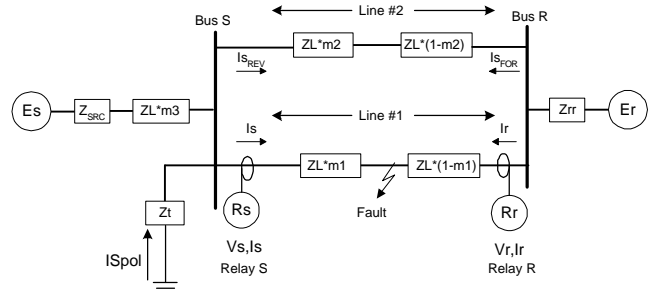 Bus S
Line #2
Bus R
ZL*m2
ZL*(1-m2)
Is_REV
Is_FOR
Es
Z_SRC
ZL*m3
Line #1
Zrr
Er
Is
Ir
ZL*m1
ZL*(1-m1)
Zt
Rs
Fault
Rr
ISpol
Vs,Is
Relay S
Vr,Ir
Relay R